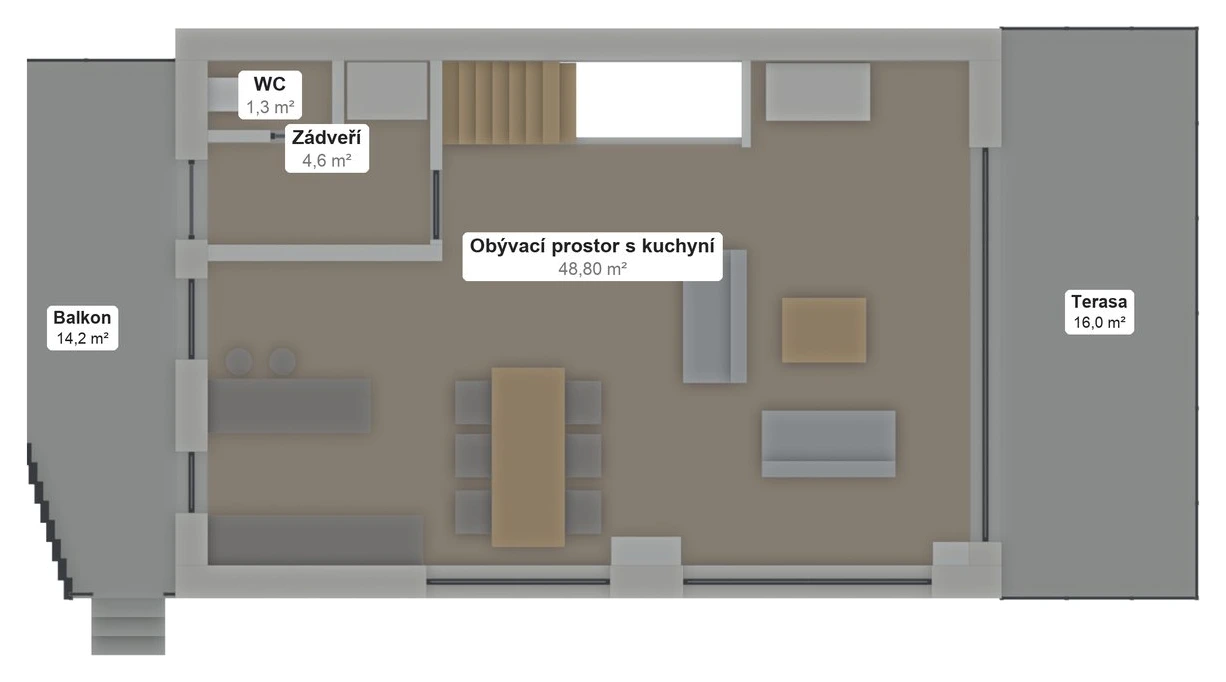 WC
1,3 m²
Zádveří
4,6 m²
Obývací prostor s kuchyní
48,80 m²
Balkon
14,2 m²
Terasa
16,0 m²